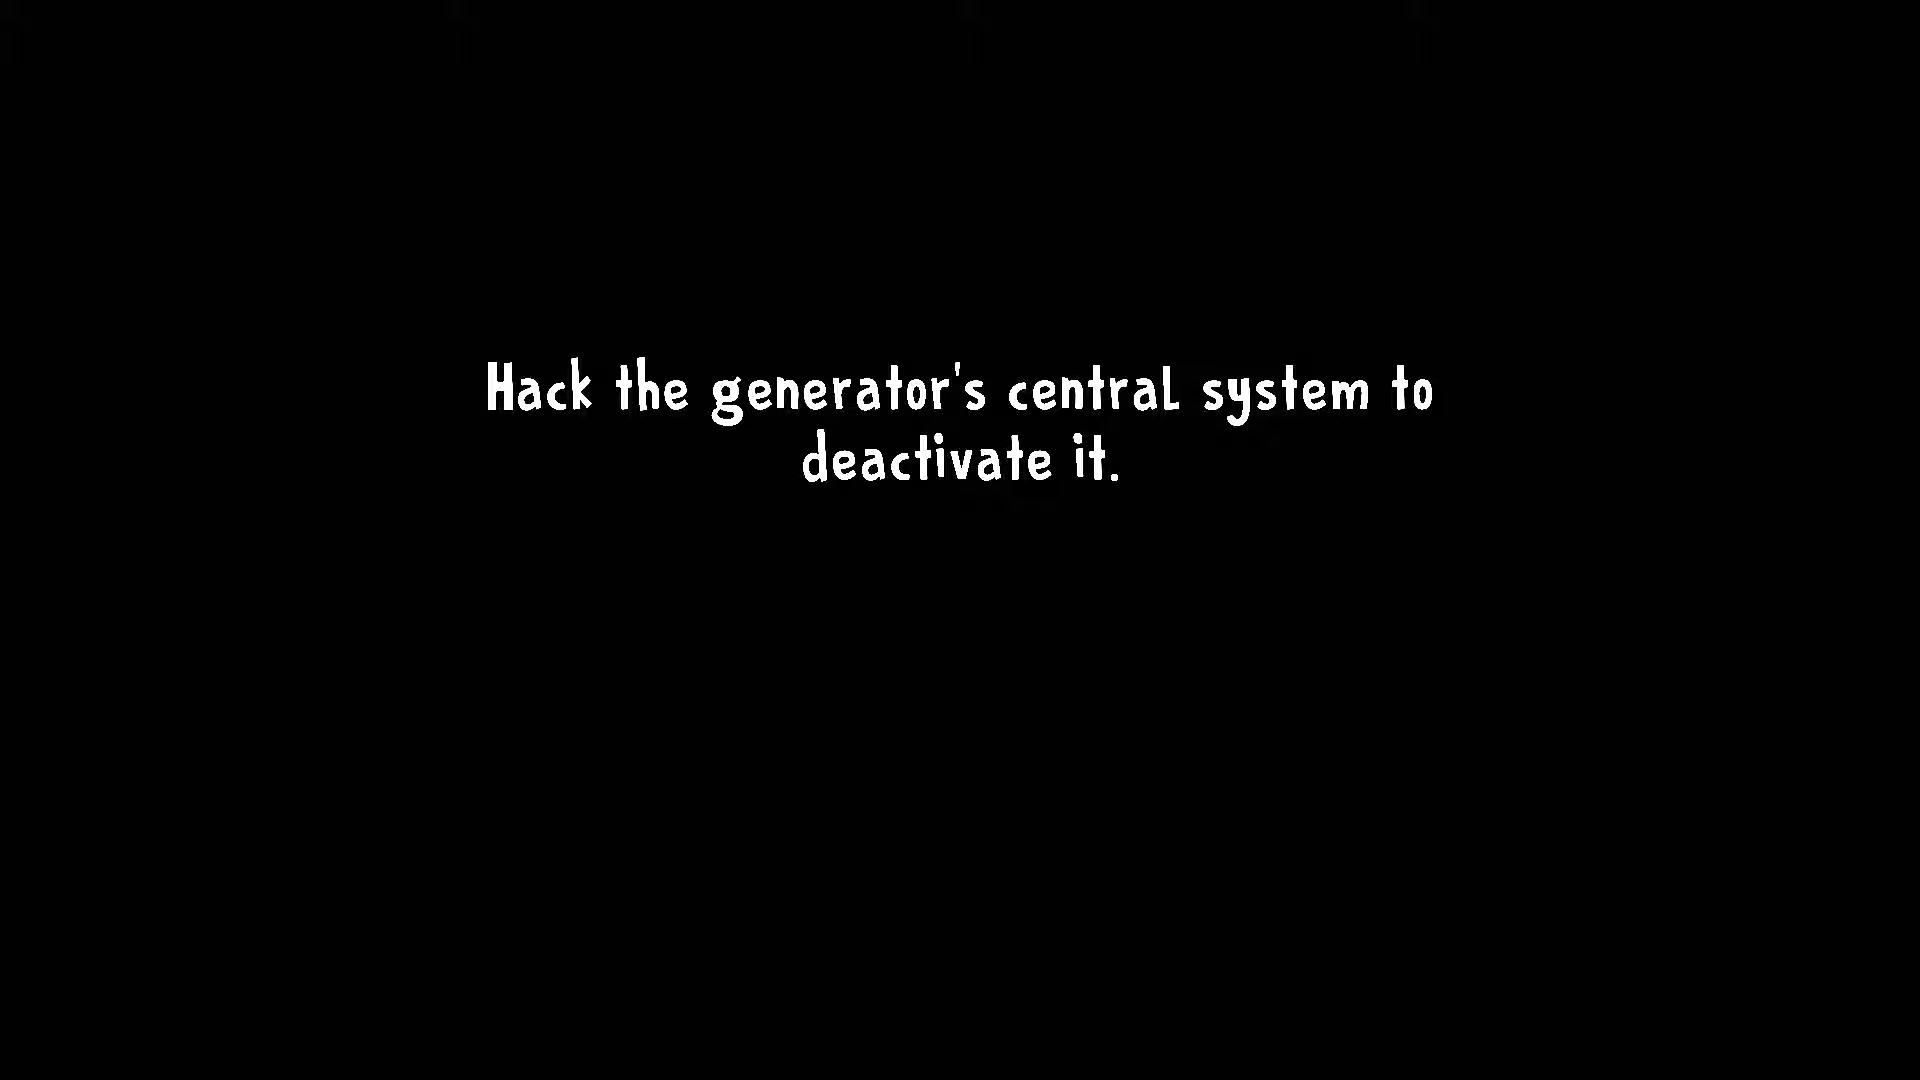 Hack the generator's central system to
deactivate it.